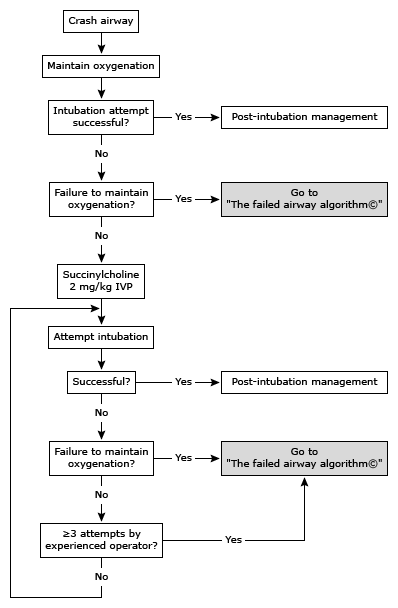 Crash airway
Maintain oxygenation
Intubation attempt
successful?
Yes
Post-intubation management
No
Failure to maintain
oxygenation?
Yes
Go to
"The failed airway algorithm©"
No
Succinylcholine
2 mg/kg IVP
Attempt intubation
Successful?
Yes
Post-intubation management
No
Failure to maintain
oxygenation?
Yes
Go to
"The failed airway algorithm©"
No
≥3 attempts by
experienced operator?
Yes
No